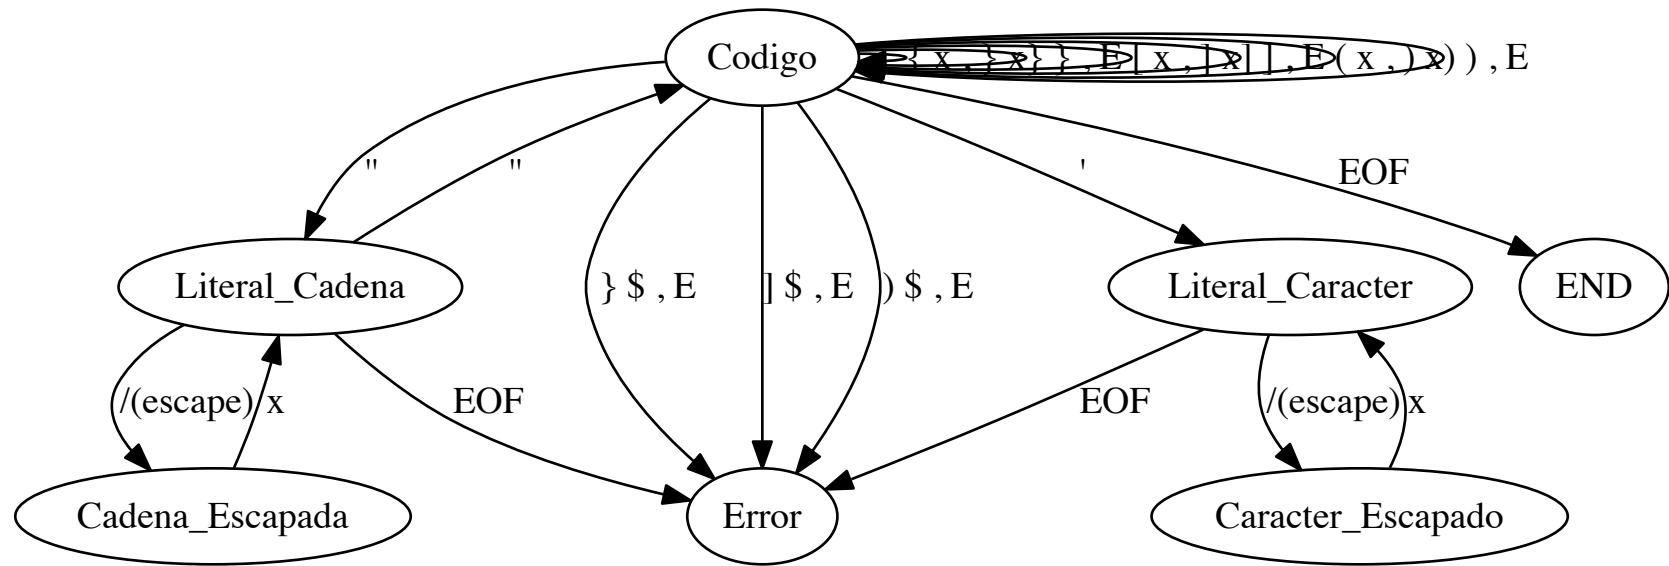 Codigo
{ x , } x
} } , E
[ x , ] x
] ] , E
( x , ) x
) ) , E
"
"
'
EOF
Literal_Cadena
} $ , E
] $ , E
) $ , E
Literal_Caracter
END
/(escape)
x
EOF
EOF
/(escape)
x
Cadena_Escapada
Error
Caracter_Escapado